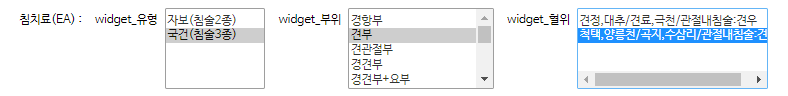 침치료(EA) : widget_유형 widget_부위 widget_혈위
자보(침술2종)
국건(침술3종)
경항부
견부
견관절부
경견부
경견부+요부
견정,대추/견료,극천/관절내침술:견우
척택,양릉천/곡지,수삼리/관절내침술:견